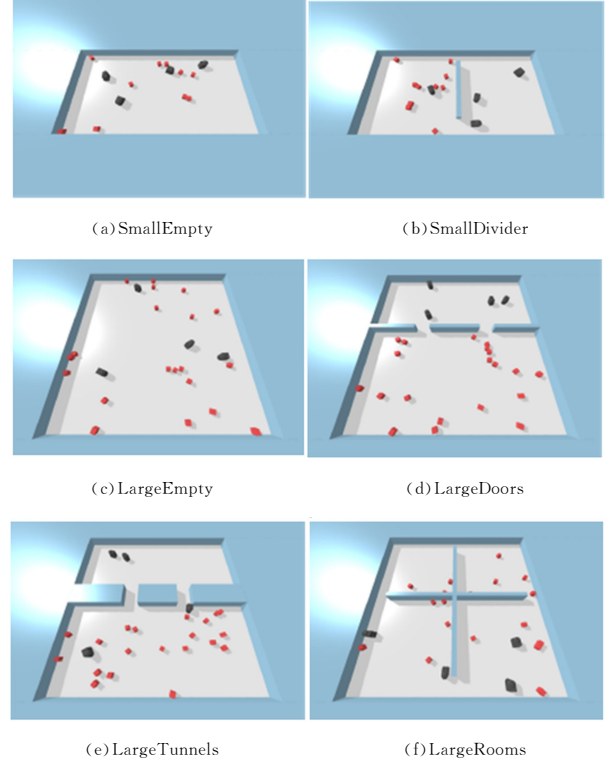 (a)SmallEmpty
(b)SmallDivider
(c)LargeEmpty
(d)LargeDoors
(e)LargeTunnels
(f)LargeRooms